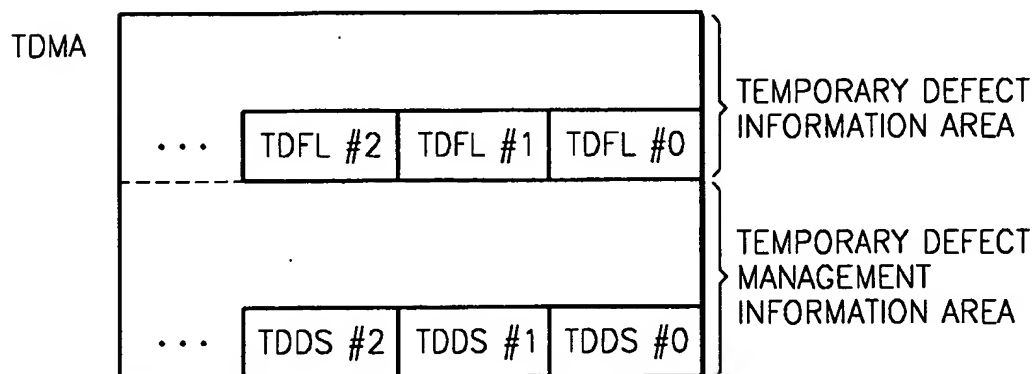 TDMA
TEMPORARY DEFECT
INFORMATION AREA
... TDFL #2 TDFL #1 TDFL #0
TEMPORARY DEFECT
MANAGEMENT
INFORMATION AREA
... TDDS #2 TDDS #1 TDDS #0